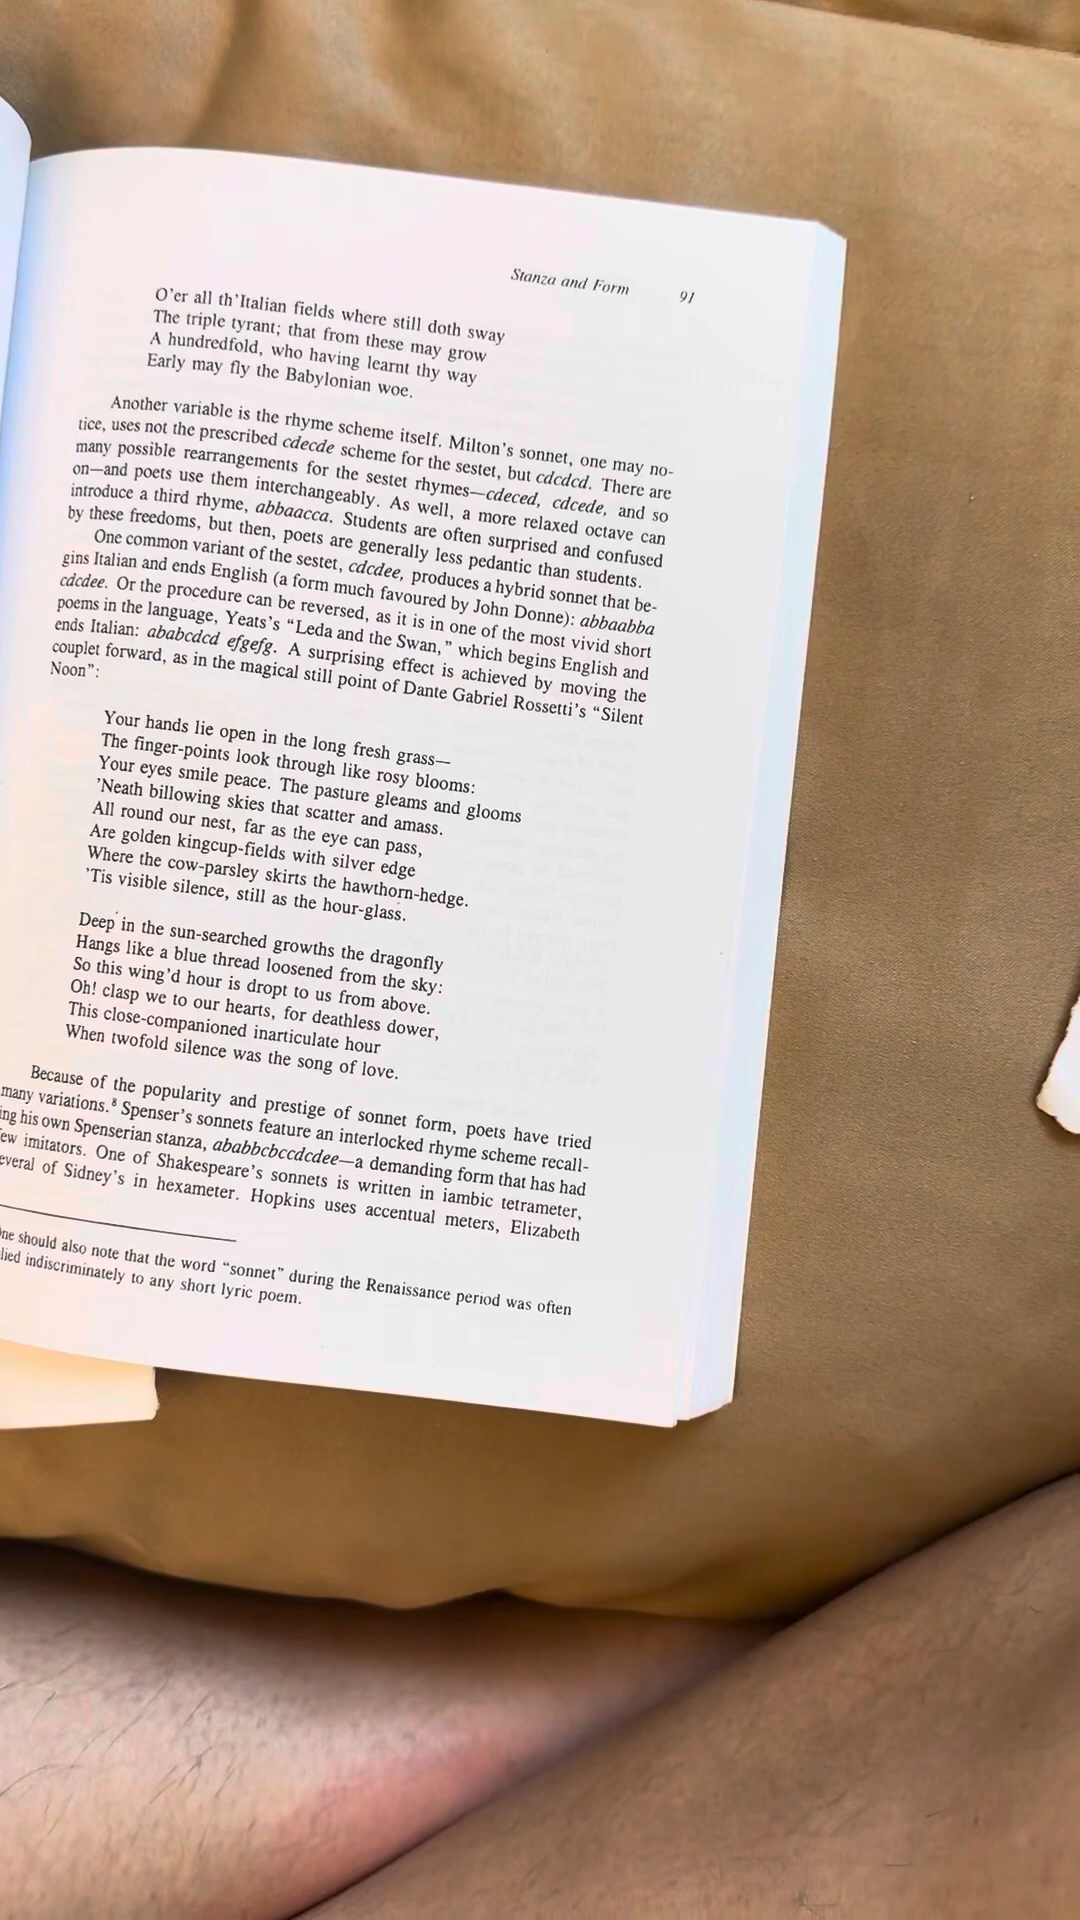 Stanza and Form 91
O'er all th'Italian fields where still doth sway
The triple tyrant; that from these may grow
A hundredfold, who having learnt thy way
Early may fly the Babylonian woe.
Another variable is the rhyme scheme itself. Milton's sonnet, one may no-
tice, uses not the prescribed cdecde scheme for the sestet, but cdcdcd. There are
many possible rearrangements for the sestet rhymes—cdeced, cdcede, and so
on—and poets use them interchangeably. As well, a more relaxed octave can
introduce a third rhyme, abbaacca. Students are often surprised and confused
by these freedoms, but then, poets are generally less pedantic than students.
One common variant of the sestet, cdcdee, produces a hybrid sonnet that be-
gins Italian and ends English (a form much favoured by John Donne): abbaabba
cdcdee. Or the procedure can be reversed, as it is in one of the most vivid short
poems in the language, Yeats's "Leda and the Swan," which begins English and
ends Italian: ababcdcd efgefg. A surprising effect is achieved by moving the
couplet forward, as in the magical still point of Dante Gabriel Rossetti's "Silent
Noon":
Your hands lie open in the long fresh grass—
The finger-points look through like rosy blooms:
Your eyes smile peace. The pasture gleams and glooms
'Neath billowing skies that scatter and amass.
All round our nest, far as the eye can pass,
Are golden kingcup-fields with silver edge
Where the cow-parsley skirts the hawthorn-hedge.
'Tis visible silence, still as the hour-glass.
Deep in the sun-searched growths the dragonfly
Hangs like a blue thread loosened from the sky:
So this wing'd hour is dropt to us from above.
Oh! clasp we to our hearts, for deathless dower,
This close-companioned inarticulate hour
When twofold silence was the song of love.
Because of the popularity and prestige of sonnet form, poets have tried
many variations.⁸ Spenser's sonnets feature an interlocked rhyme scheme recall-
ing his own Spenserian stanza, ababbcbccdcdee—a demanding form that has had
ew imitators. One of Shakespeare's sonnets is written in iambic tetrameter,
everal of Sidney's in hexameter. Hopkins uses accentual meters, Elizabeth
ne should also note that the word "sonnet" during the Renaissance period was often
lied indiscriminately to any short lyric poem.